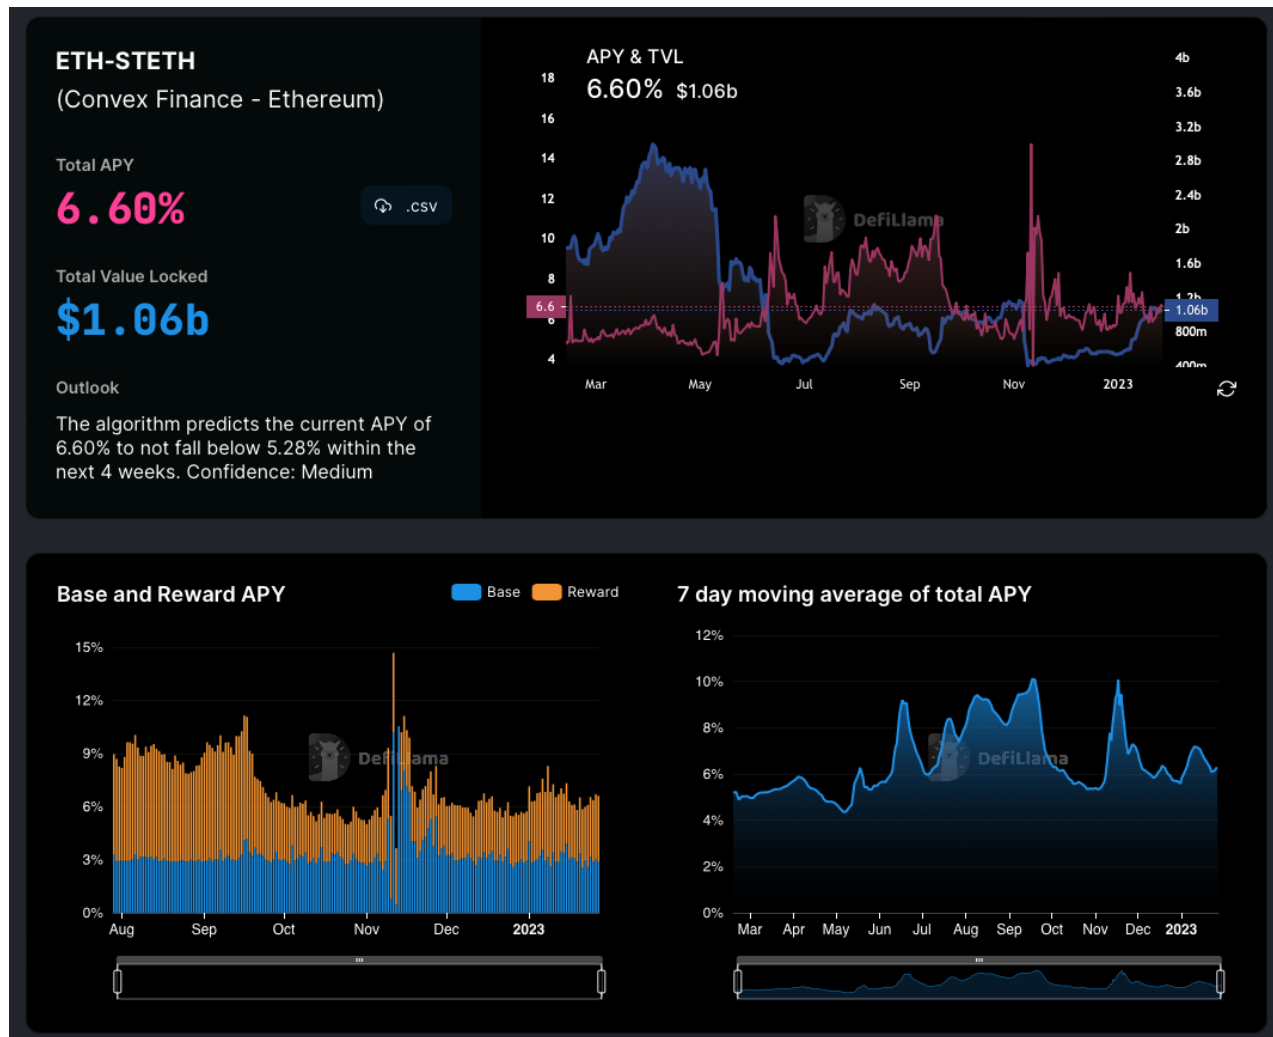 ETH-STETH
(Convex Finance - Ethereum)
Total APY
6.60%
.csv
Total Value Locked
$1.06b
Outlook
The algorithm predicts the current APY of
6.60% to not fall below 5.28% within the
next 4 weeks. Confidence: Medium
APY & TVL
6.60% $1.06b
18
16
14
12
10
8
6.6
6
4
4b
3.6b
3.2b
2.8b
2.4b
2b
1.6b
1.2b
1.06b
800m
400m
DefiLlama
Mar May Jul Sep Nov 2023
Base and Reward APY
Base Reward
15%
12%
9%
6%
3%
0%
DefiLlama
Aug Sep Oct Nov Dec 2023
7 day moving average of total APY
12%
10%
8%
6%
4%
2%
0%
DefiLlama
Mar Apr May Jun Jul Aug Sep Oct Nov Dec 2023